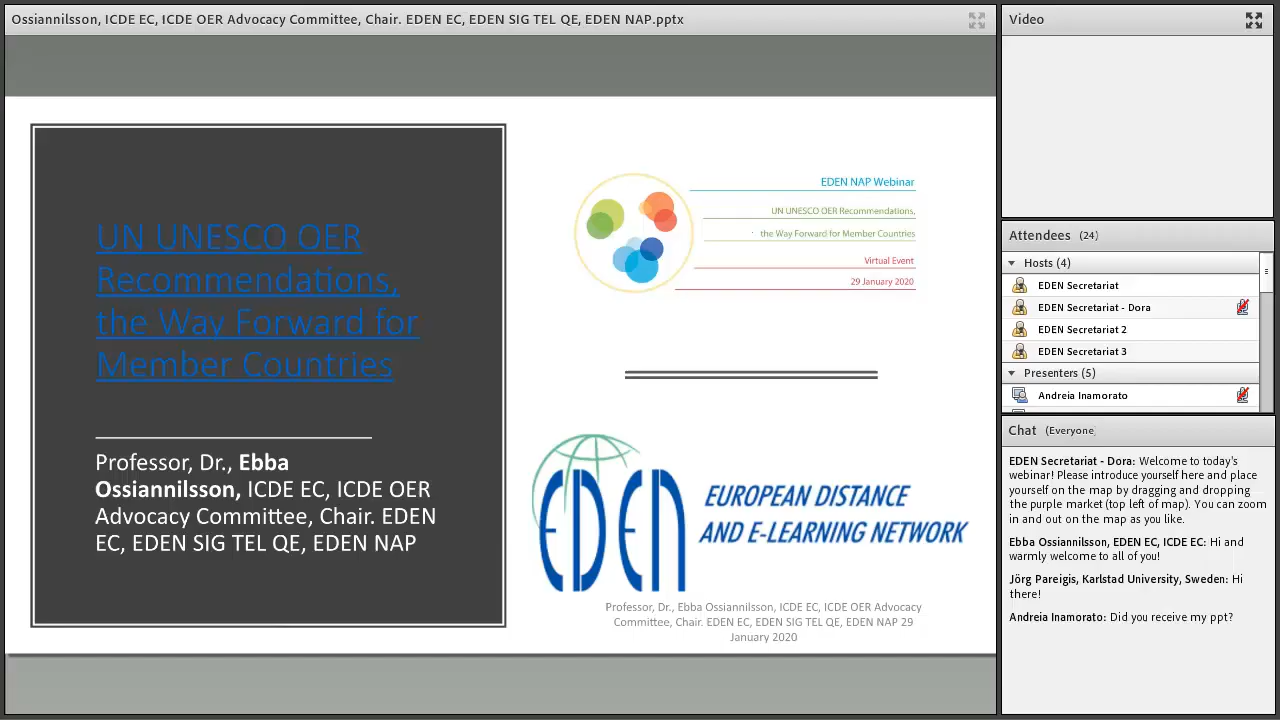 Ossiannilsson, ICDE EC, ICDE OER Advocacy Committee, Chair. EDEN EC, EDEN SIG TEL QE, EDEN NAP.pptx
UN UNESCO OER
Recommendations,
the Way Forward for
Member Countries
Professor, Dr., Ebba
Ossiannilsson, ICDE EC, ICDE OER
Advocacy Committee, Chair. EDEN
EC, EDEN SIG TEL QE, EDEN NAP
EDEN NAP Webinar
UN UNESCO OER Recommendations,
the Way Forward for Member Countries
Virtual Event
29 January 2020
EDEN
EUROPEAN DISTANCE
AND E-LEARNING NETWORK
Professor, Dr., Ebba Ossiannilsson, ICDE EC, ICDE OER Advocacy
Committee, Chair. EDEN EC, EDEN SIG TEL QE, EDEN NAP 29
January 2020
Video
Attendees (24)
Hosts (4)
EDEN Secretariat
EDEN Secretariat - Dora
EDEN Secretariat 2
EDEN Secretariat 3
Presenters (5)
Andreia Inamorato
Chat (Everyone)
EDEN Secretariat - Dora: Welcome to today's
webinar! Please introduce yourself here and place
yourself on the map by dragging and dropping
the purple market (top left of map). You can zoom
in and out on the map as you like.
Ebba Ossiannilsson, EDEN EC, ICDE EC: Hi and
warmly welcome to all of you!
Jörg Pareigis, Karlstad University, Sweden: Hi
there!
Andreia Inamorato: Did you receive my ppt?